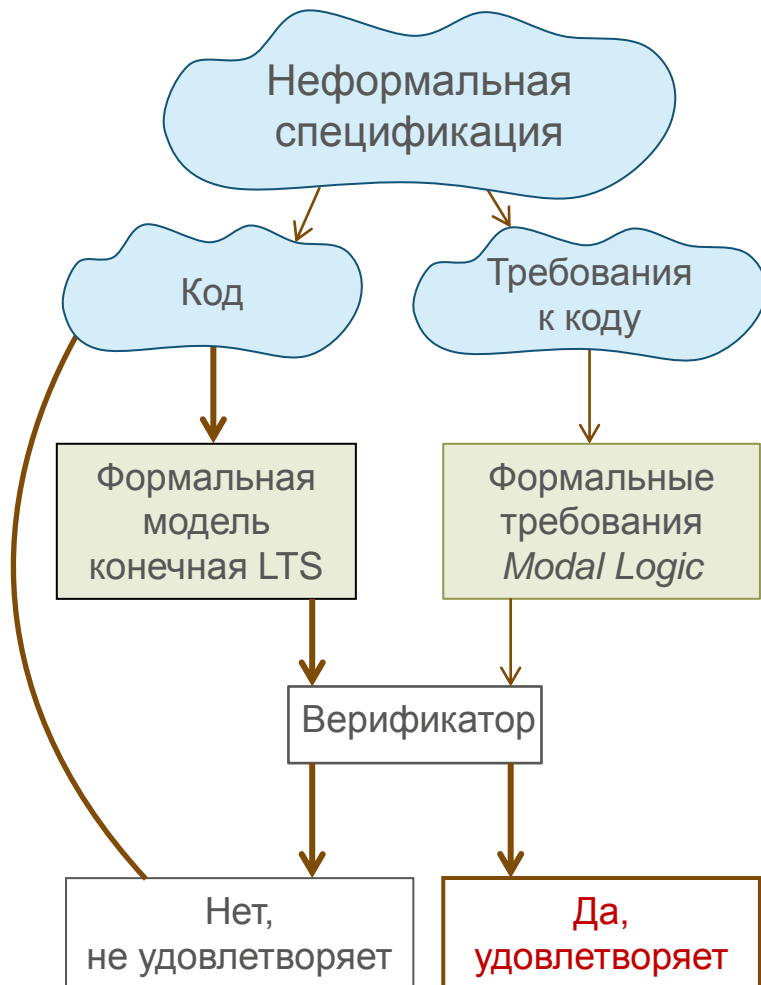 Неформальная
спецификация
Код
Требования
к коду
Формальная
модель
конечная LTS
Формальные
требования
Modal Logic
Верификатор
Нет,
не удовлетворяет
Да,
удовлетворяет